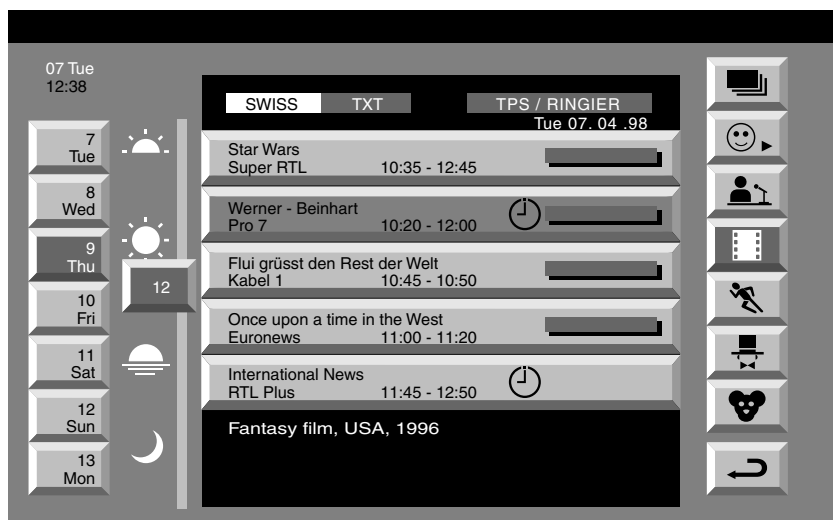 07 Tue
12:38
7
Tue
8
Wed
9
Thu
10
Fri
11
Sat
12
Sun
13
Mon
12
SWISS TXT TPS / RINGIER
Tue 07. 04 .98
Star Wars
Super RTL 10:35 - 12:45
Werner - Beinhart
Pro 7 10:20 - 12:00
Flui grüsst den Rest der Welt
Kabel 1 10:45 - 10:50
Once upon a time in the West
Euronews 11:00 - 11:20
International News
RTL Plus 11:45 - 12:50
Fantasy film, USA, 1996